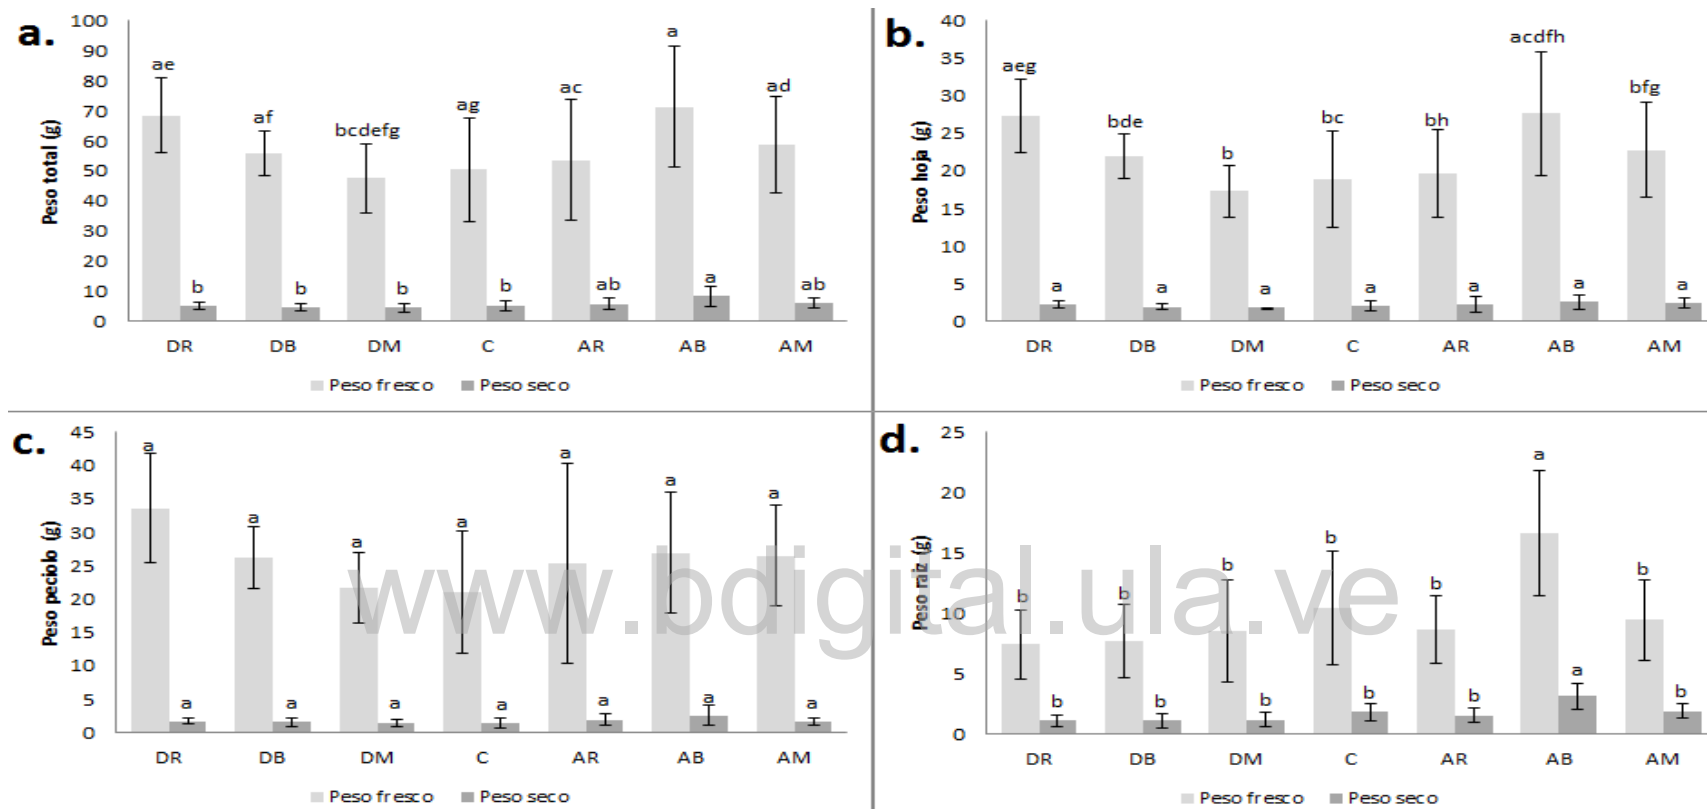 a.
Peso total (g)
100
90
80
70
60
50
40
30
20
10
0
ae af bcdefg ag ac a ad
b b b b ab a ab
DR DB DM C AR AB AM
Peso fresco Peso seco
b.
Peso hoja (g)
40
35
30
25
20
15
10
5
0
aeg bde b bc bh acdfh bfg
a a a a a a a
DR DB DM C AR AB AM
Peso fresco Peso seco
c.
Peso peciolo (g)
45
40
35
30
25
20
15
10
5
0
a a a a a a a
a a a a a a a
DR DB DM C AR AB AM
Peso fresco Peso seco
d.
Peso raiz (g)
25
20
15
10
5
0
b b b b b a b
b b b b b a b
DR DB DM C AR AB AM
Peso fresco Peso seco
www.bdigital.ula.ve